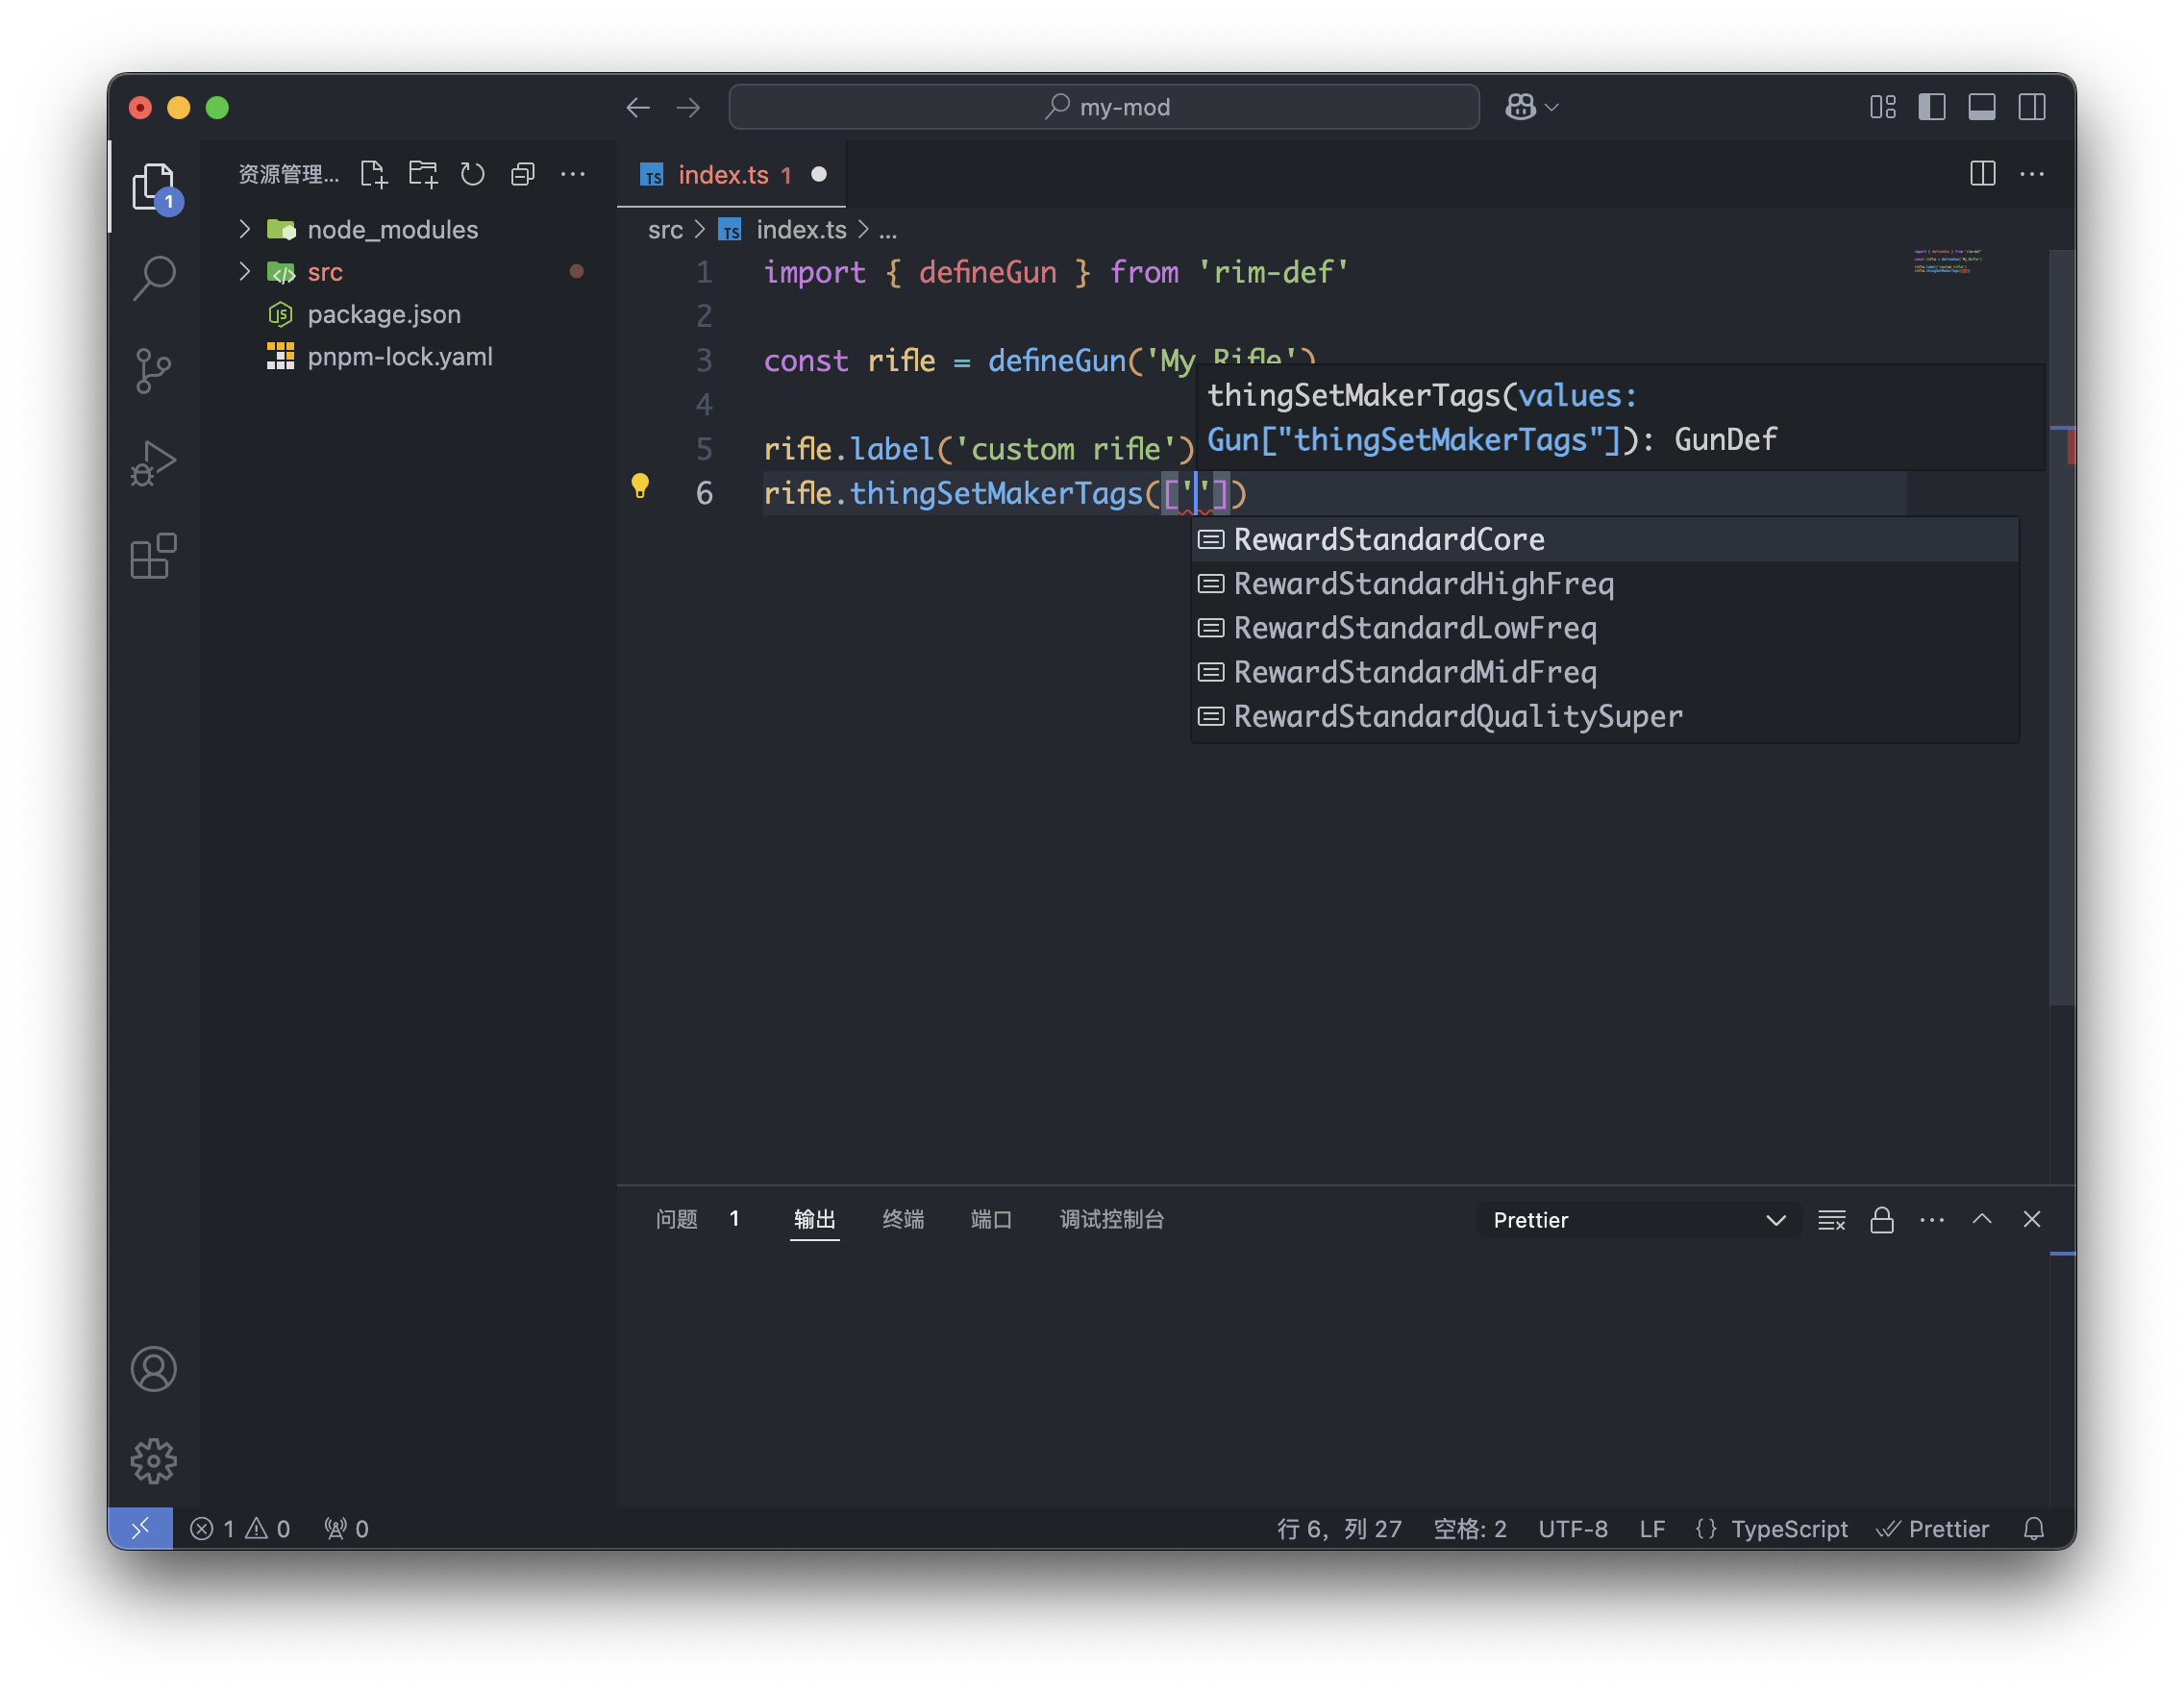 my-mod
资源管理...
1
node_modules
src
package.json
pnpm-lock.yaml
TS index.ts 1
src > TS index.ts > ...
1 import { defineGun } from 'rim-def'
2
3 const rifle = defineGun('My Rifle')
4
5 rifle.label('custom rifle')
6 rifle.thingSetMakerTags([''])
thingSetMakerTags(values:
Gun["thingSetMakerTags"]): GunDef
RewardStandardCore
RewardStandardHighFreq
RewardStandardLowFreq
RewardStandardMidFreq
RewardStandardQualitySuper
问题 1 输出 终端 端口 调试控制台 Prettier
1 0 0 行 6，列 27 空格: 2 UTF-8 LF {} TypeScript Prettier